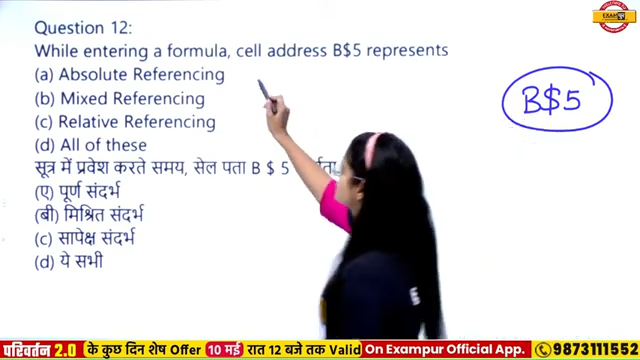 Question 12:
While entering a formula, cell address B$5 represents
(a) Absolute Referencing
(b) Mixed Referencing
(c) Relative Referencing
(d) All of these
सूत्र में प्रवेश करते समय, सेल पता B $ 5
(ए) पूर्ण संदर्भ
(बी) मिश्रित संदर्भ
(c) सापेक्ष संदर्भ
(d) ये सभी
B$5
EXAMPUR
परिवर्तन 2.0 के कुछ दिन शेष Offer 10 मई रात 12 बजे तक Valid On Exampur Official App. 9873111552